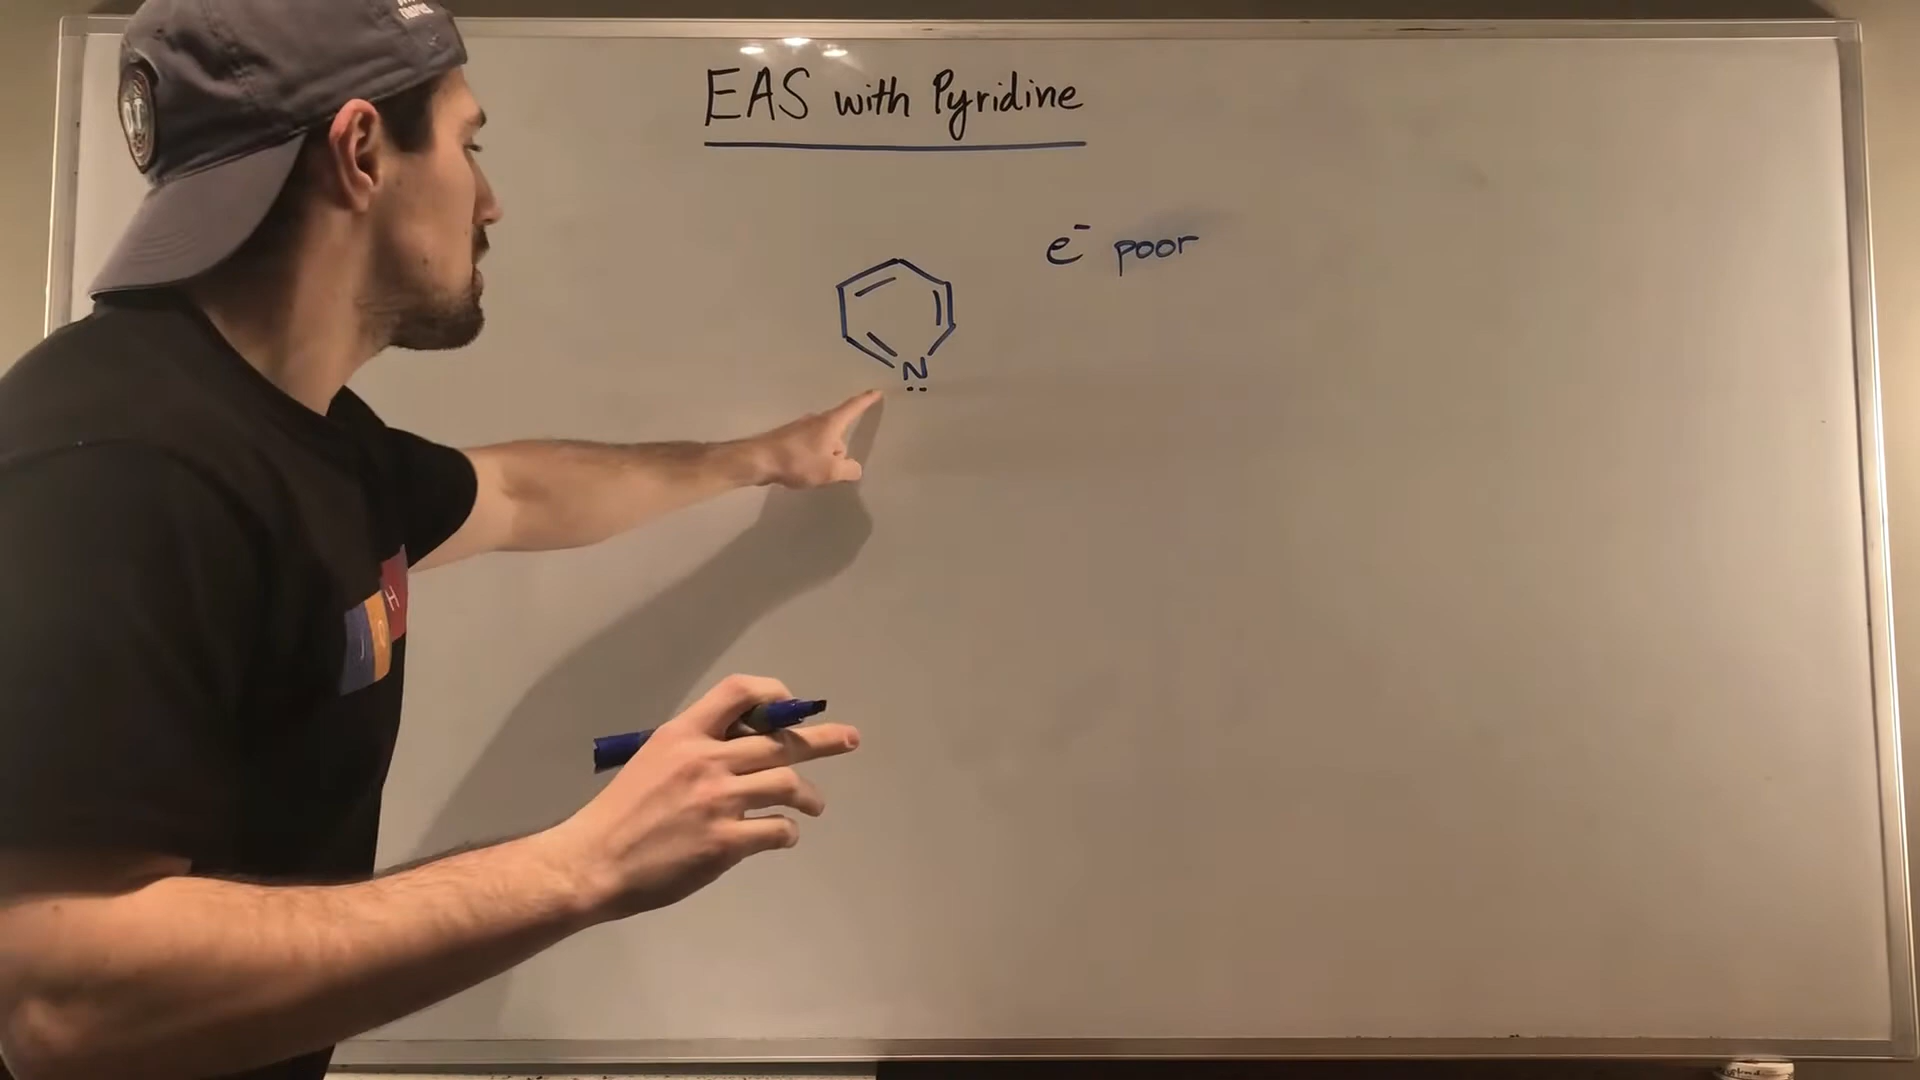 EAS with Pyridine
e⁻ poor
N
H